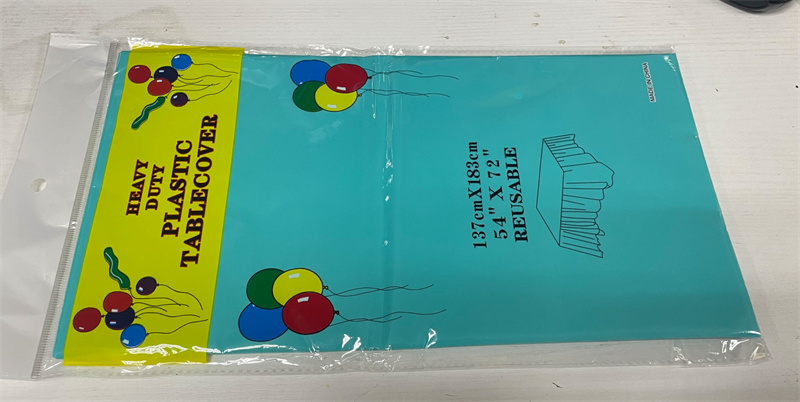 HEAVY
DUTY
PLASTIC
TABLECOVER
137cmX183cm
54" X 72"
REUSABLE
MADE IN CHINA